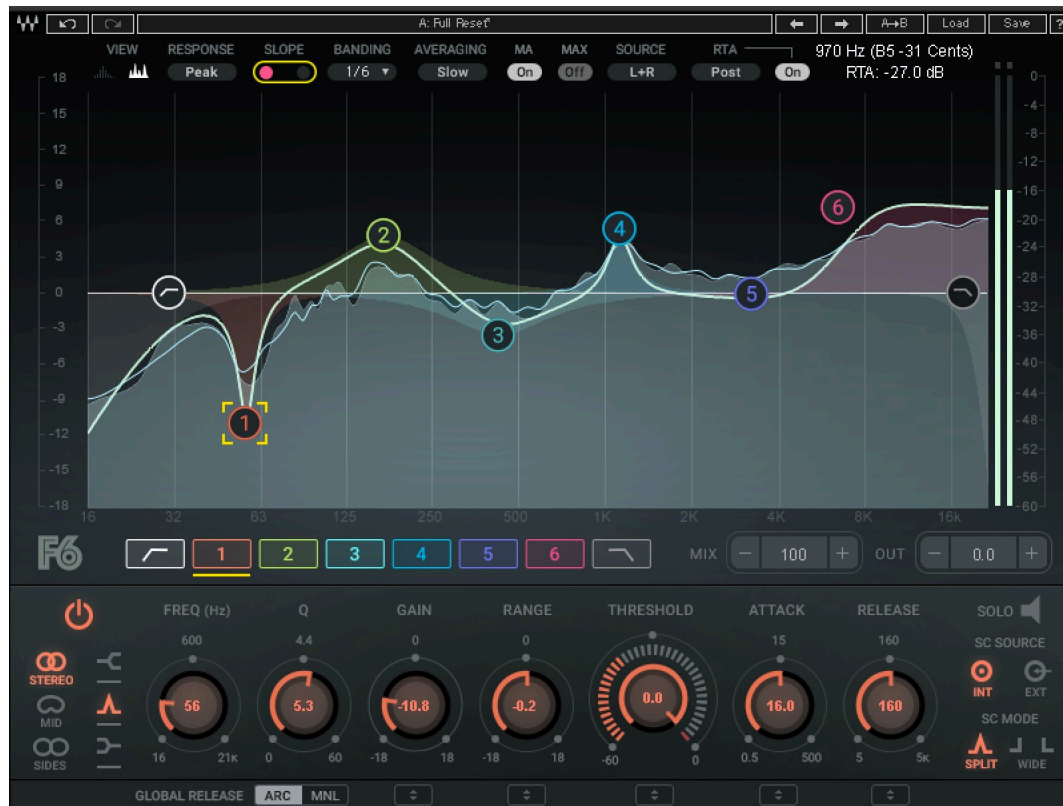 A: Full Reset* A→B Load Save ?
VIEW RESPONSE SLOPE BANDING AVERAGING MA MAX SOURCE RTA 970 Hz (B5 -31 Cents)
Peak 1/6 Slow On Off L+R Post On RTA: -27.0 dB
18 0
15 -4
-8
12 -12
9 -16
6 6 4 -20
3 2 -24
-28
0 5 -32
-3 3 -36
-6 -40
-9 -44
-12 1 -48
-15 -52
-56
-18 -60
16 32 63 125 250 500 1K 2K 4K 8K 16k
F6 1 2 3 4 5 6 MIX − 100 + OUT − 0.0 +
FREQ (Hz) Q GAIN RANGE THRESHOLD ATTACK RELEASE SOLO
600 4.4 0 0 15 160 SC SOURCE
STEREO 56 5.3 -10.8 -0.2 0.0 16.0 160 INT EXT
MID SC MODE
SIDES 16 21K 0 60 -18 18 -18 18 -60 0 0.5 500 5 5K SPLIT WIDE
GLOBAL RELEASE ARC MNL